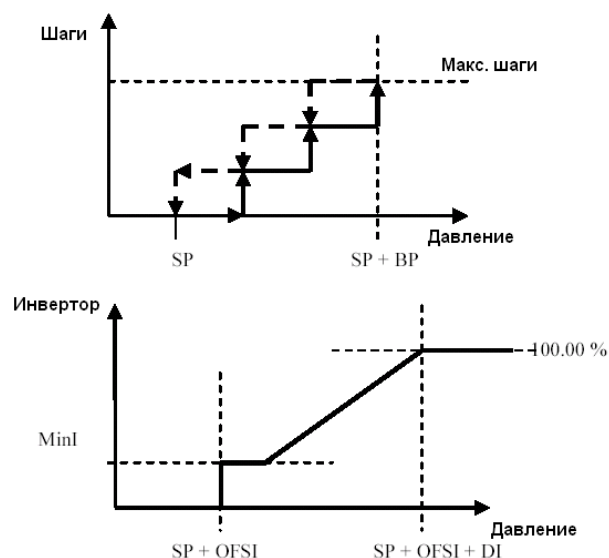 Шаги
Макс. шаги
Давление
SP
SP + BP
Инвертор
100.00 %
MinI
Давление
SP + OFSI
SP + OFSI + DI